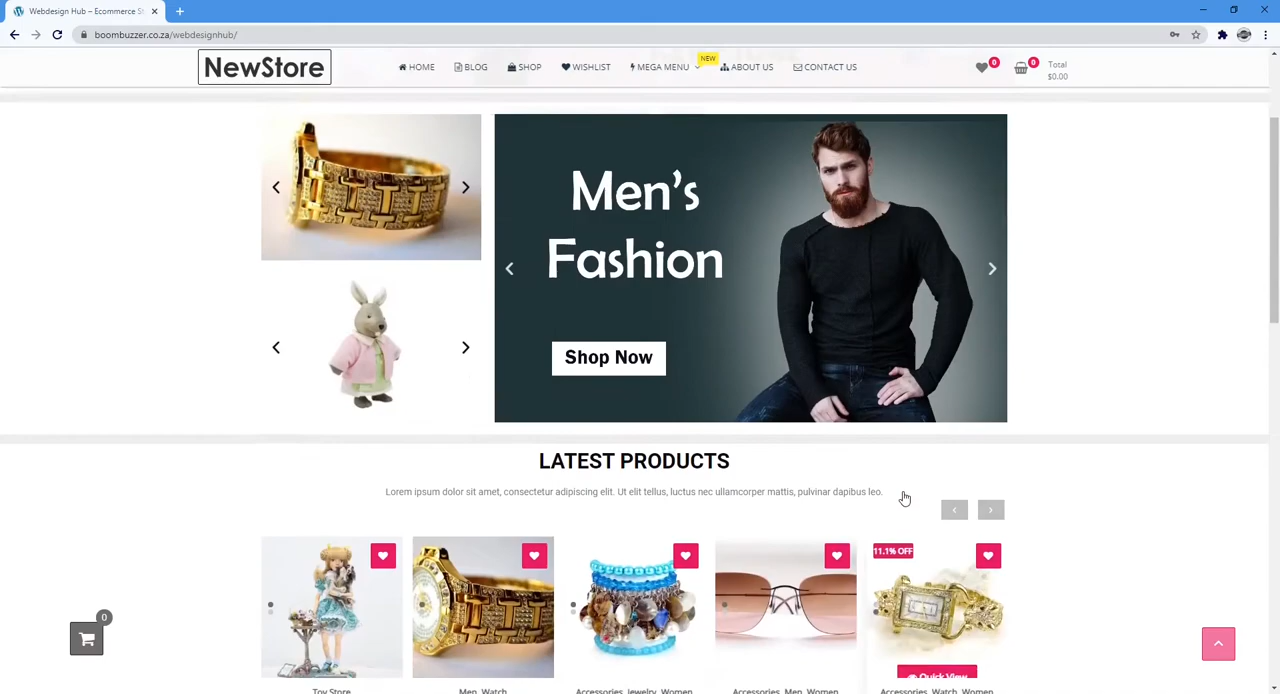 Webdesign Hub – Ecommerce St
boombuzzer.co.za/webdesignhub/
NewStore
HOME
BLOG
SHOP
WISHLIST
MEGA MENU
NEW
ABOUT US
CONTACT US
0
0
Total
$0.00
Men's
Fashion
Shop Now
LATEST PRODUCTS
Lorem ipsum dolor sit amet, consectetur adipiscing elit. Ut elit tellus, luctus nec ullamcorper mattis, pulvinar dapibus leo.
11.1% OFF
0
Quick View
Toy Store
Men, Watch
Accessories, Jewelry, Women
Accessories, Men, Women
Accessories, Watch, Women